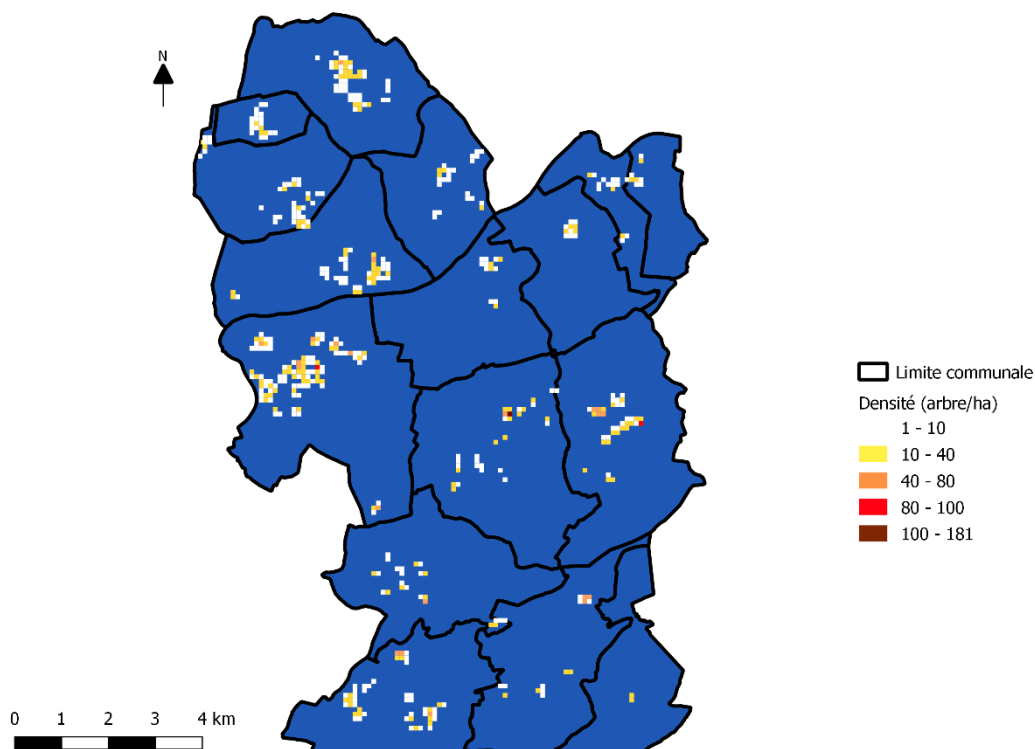 N
Limite communale
Densité (arbre/ha)
1 - 10
10 - 40
40 - 80
80 - 100
100 - 181
0 1 2 3 4 km